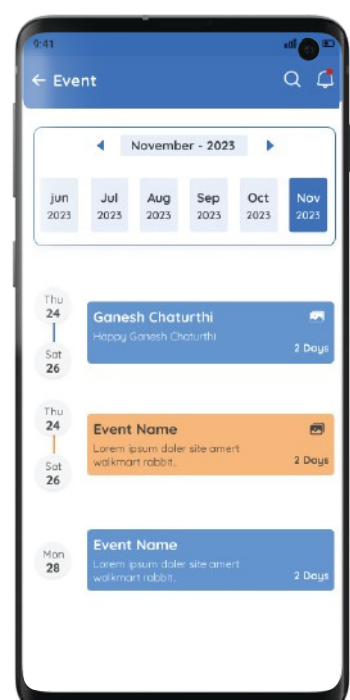 9:41
Event
November - 2023
jun
2023
Jul
2023
Aug
2023
Sep
2023
Oct
2023
Nov
2023
Thu
24
Sat
26
Ganesh Chaturthi
Happy Ganesh Chaturthi
2 Days
Thu
24
Sat
26
Event Name
Lorem ipsum doler site amert
walkmart rabbit.
2 Days
Mon
28
Event Name
Lorem ipsum doler site amert
walkmart rabbit.
2 Days